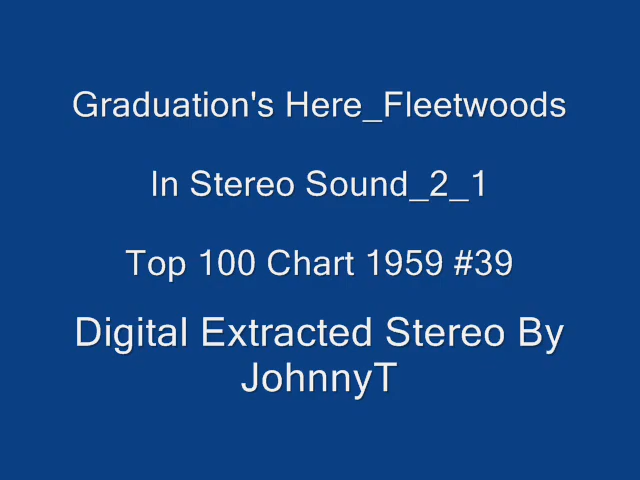 Graduation's Here_Fleetwoods
In Stereo Sound_2_1
Top 100 Chart 1959 #39
Digital Extracted Stereo By
JohnnyT